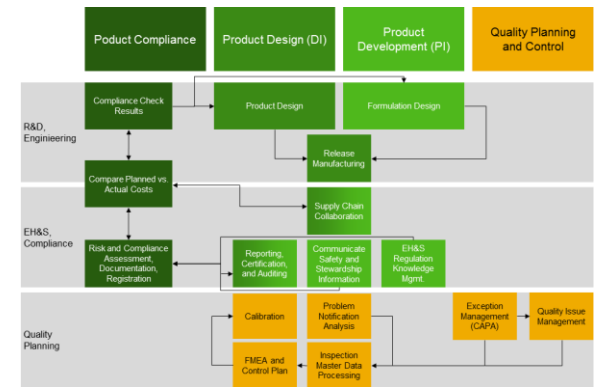 Poduct Compliance
Product Design (DI)
Product
Development (PI)
Quality Planning
and Control
R&D,
Enginieering
Compliance Check
Results
Product Design
Formulation Design
Release
Manufacturing
Compare Planned vs.
Actual Costs
EH&S,
Compliance
Supply Chain
Collaboration
Risk and Compliance
Assessment,
Documentation,
Registration
Reporting,
Certification,
and Auditing
Communicate
Safety and
Stewardship
Information
EH&S
Regulation
Knowledge
Mgmt.
Quality
Planning
Calibration
Problem
Notification
Analysis
Exception
Management
(CAPA)
Quality Issue
Management
FMEA and
Control Plan
Inspection
Master Data
Processing